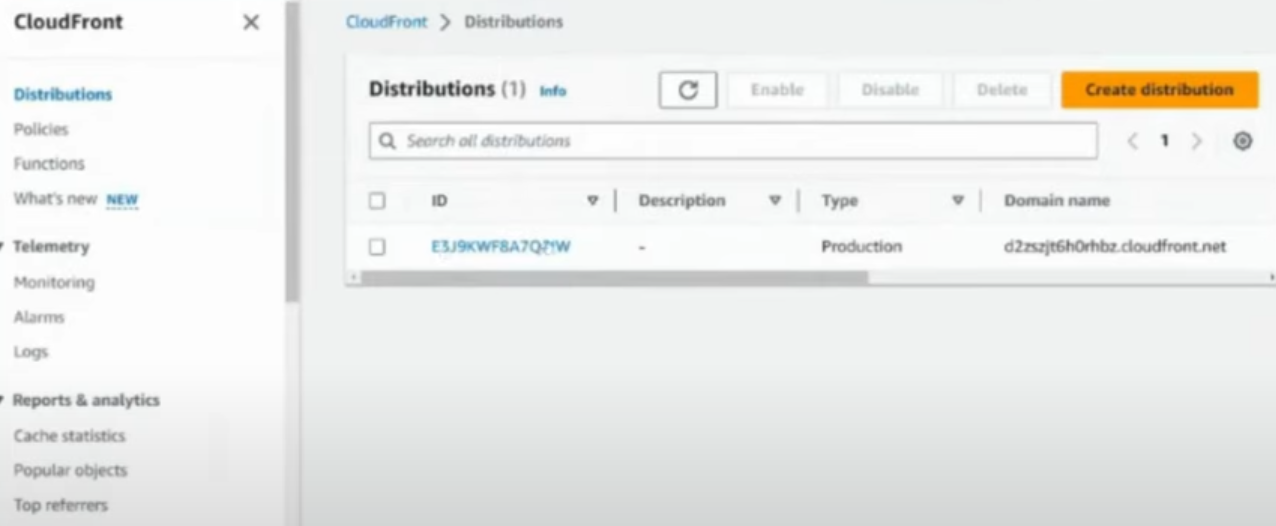 CloudFront
Distributions
Policies
Functions
What's new NEW
Telemetry
Monitoring
Alarms
Logs
Reports & analytics
Cache statistics
Popular objects
Top referrers
CloudFront > Distributions
Distributions (1) Info
Enable Disable Delete Create distribution
Search all distributions
1
ID Description Type Domain name
- Production d2zszjt6h0rhbz.cloudfront.net